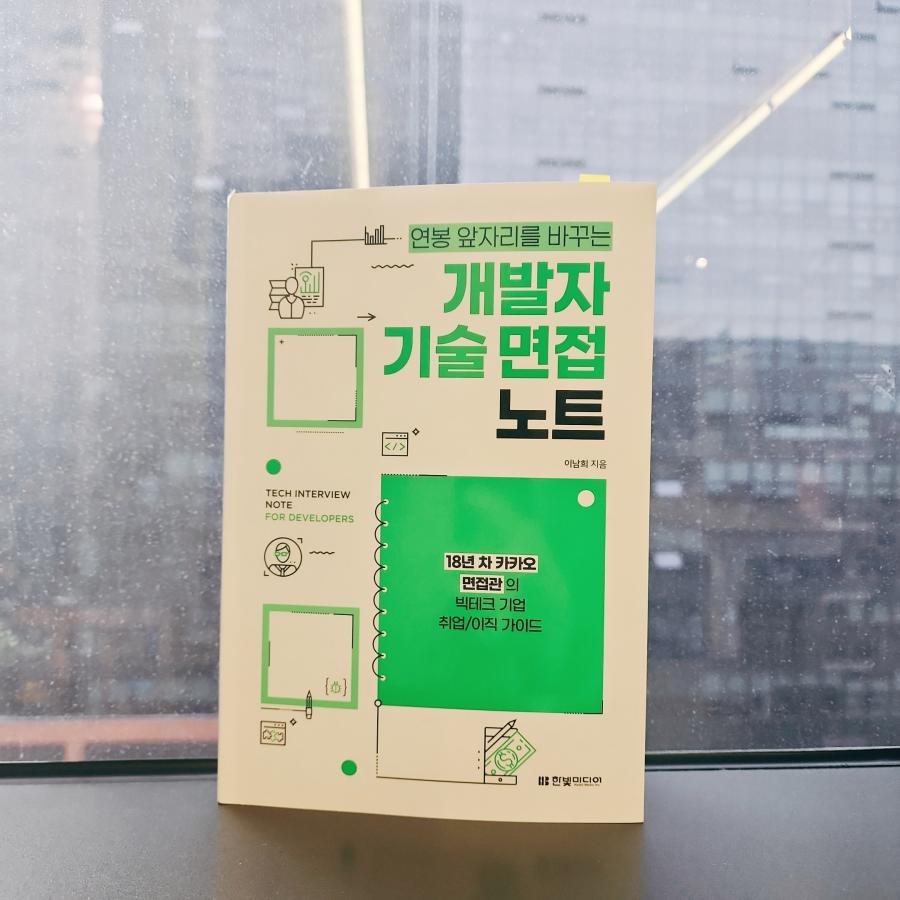 연봉 앞자리를 바꾸는
개발자
기술 면접
노트
이남희 지음
TECH INTERVIEW
NOTE
FOR DEVELOPERS
18년 차 카카오
면접관의
빅테크 기업
취업/이직 가이드
한빛미디어